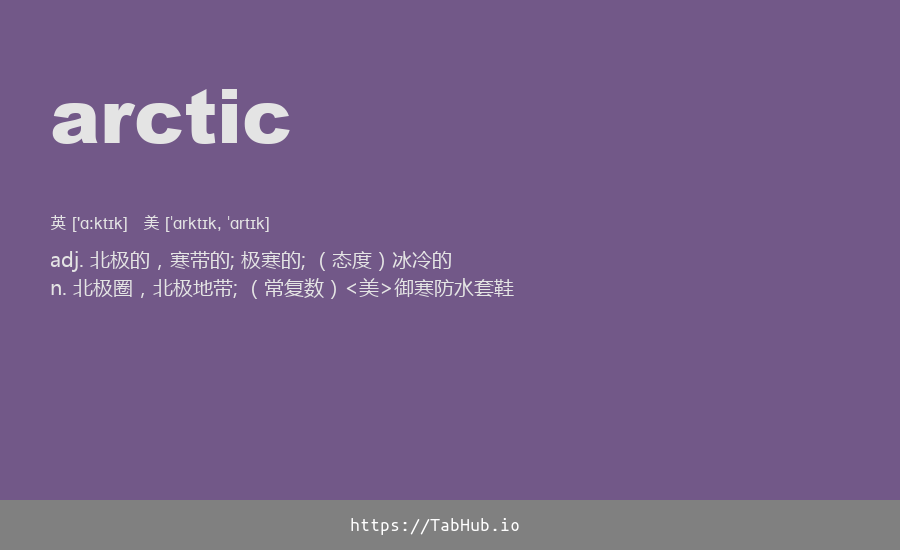 arctic
英 ['ɑ:ktɪk]   美 [ˈɑrktɪk, ˈɑrtɪk]
adj. 北极的，寒带的; 极寒的; （态度）冰冷的
n. 北极圈，北极地带; （常复数）<美>御寒防水套鞋
https://TabHub.io